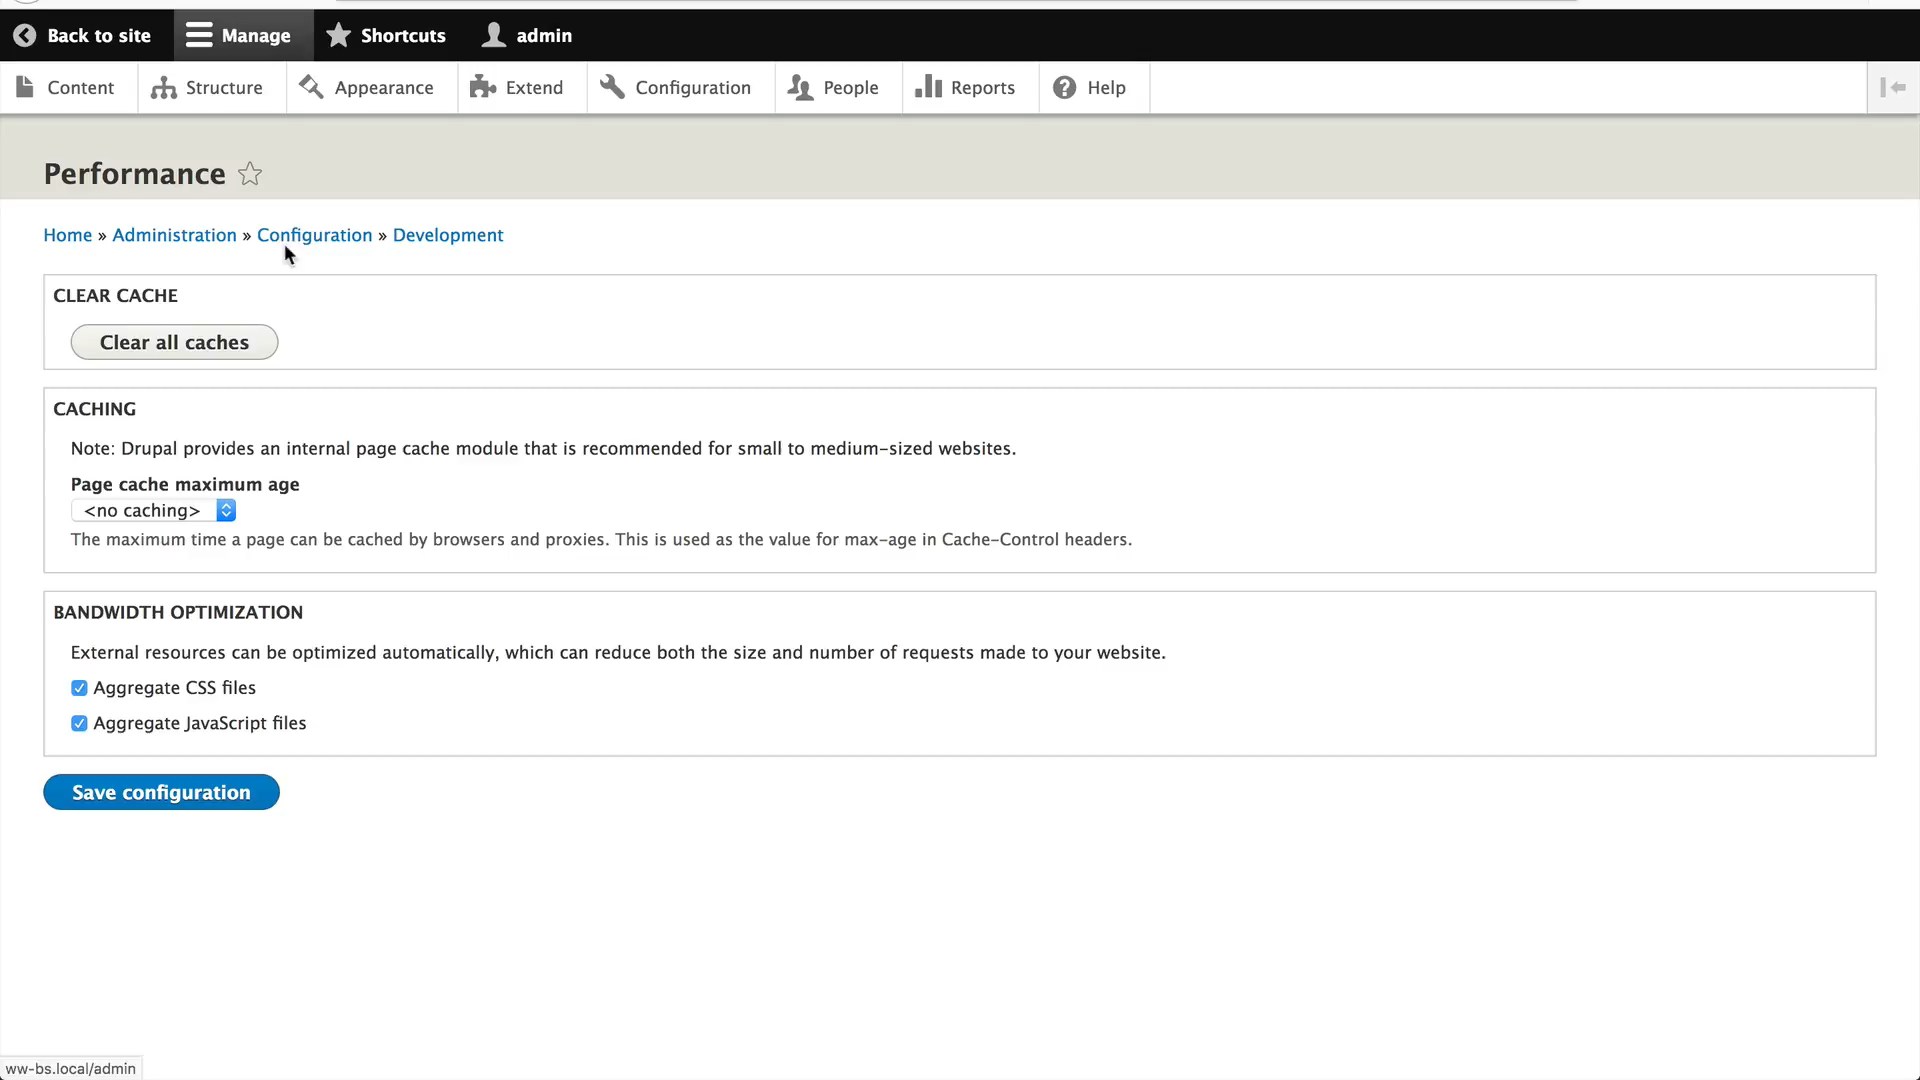 Back to site Manage Shortcuts admin
Content Structure Appearance Extend Configuration People Reports Help
Performance
Home » Administration » Configuration » Development
CLEAR CACHE
Clear all caches
CACHING
Note: Drupal provides an internal page cache module that is recommended for small to medium-sized websites.
Page cache maximum age
<no caching>
The maximum time a page can be cached by browsers and proxies. This is used as the value for max-age in Cache-Control headers.
BANDWIDTH OPTIMIZATION
External resources can be optimized automatically, which can reduce both the size and number of requests made to your website.
Aggregate CSS files
Aggregate JavaScript files
Save configuration
ww-bs.local/admin